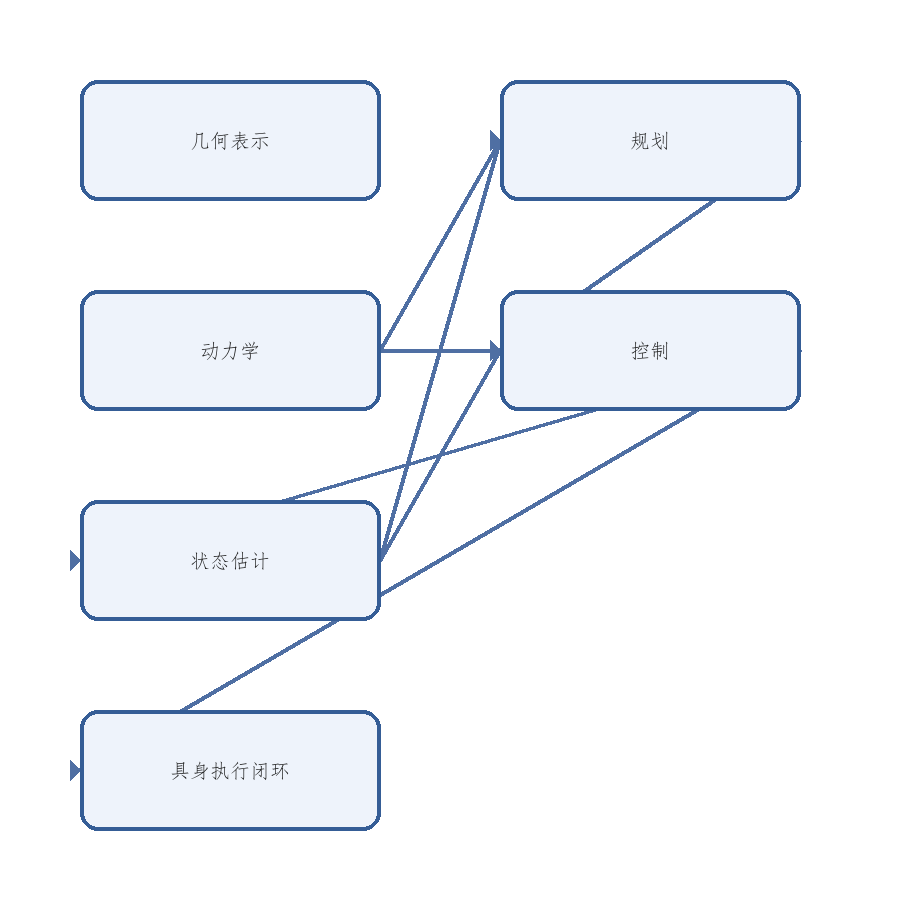 几何表示
规划
动力学
控制
状态估计
具身执行闭环